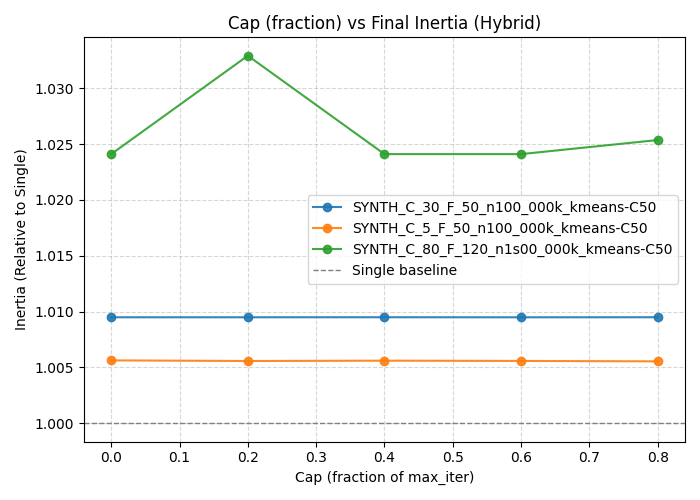 Cap (fraction) vs Final Inertia (Hybrid)
Inertia (Relative to Single)
1.030
1.025
1.020
1.015
1.010
1.005
1.000
SYNTH_C_30_F_50_n100_000k_kmeans-C50
SYNTH_C_5_F_50_n100_000k_kmeans-C50
SYNTH_C_80_F_120_n1s00_000k_kmeans-C50
Single baseline
0.0 0.1 0.2 0.3 0.4 0.5 0.6 0.7 0.8
Cap (fraction of max_iter)